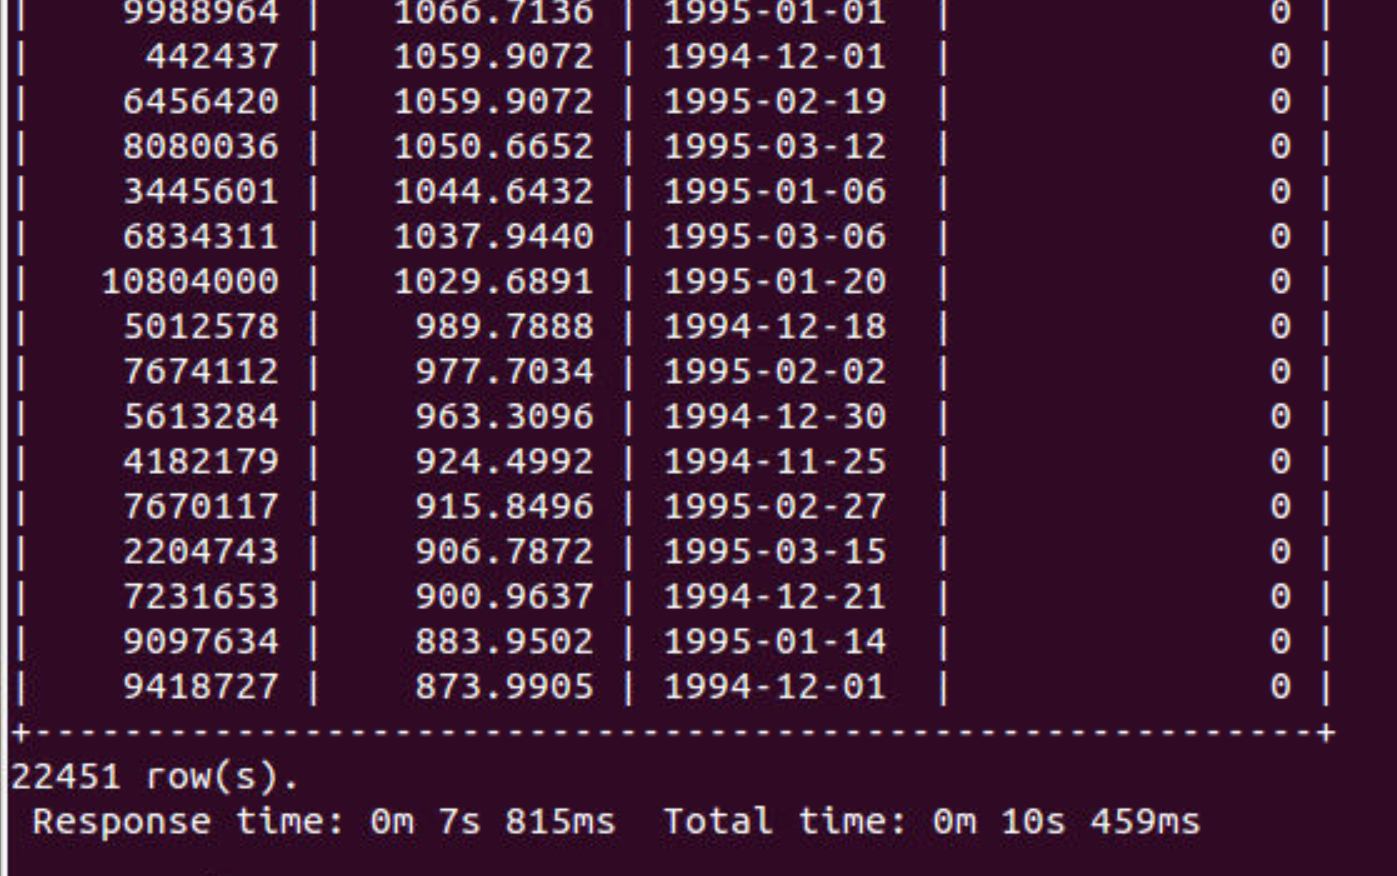 | 9988964 | 1066.7136 | 1995-01-01 | 0 |
| 442437 | 1059.9072 | 1994-12-01 | 0 |
| 6456420 | 1059.9072 | 1995-02-19 | 0 |
| 8080036 | 1050.6652 | 1995-03-12 | 0 |
| 3445601 | 1044.6432 | 1995-01-06 | 0 |
| 6834311 | 1037.9440 | 1995-03-06 | 0 |
| 10804000 | 1029.6891 | 1995-01-20 | 0 |
| 5012578 | 989.7888 | 1994-12-18 | 0 |
| 7674112 | 977.7034 | 1995-02-02 | 0 |
| 5613284 | 963.3096 | 1994-12-30 | 0 |
| 4182179 | 924.4992 | 1994-11-25 | 0 |
| 7670117 | 915.8496 | 1995-02-27 | 0 |
| 2204743 | 906.7872 | 1995-03-15 | 0 |
| 7231653 | 900.9637 | 1994-12-21 | 0 |
| 9097634 | 883.9502 | 1995-01-14 | 0 |
| 9418727 | 873.9905 | 1994-12-01 | 0 |
+---------------------------------------------------------+
22451 row(s).
Response time: 0m 7s 815ms  Total time: 0m 10s 459ms